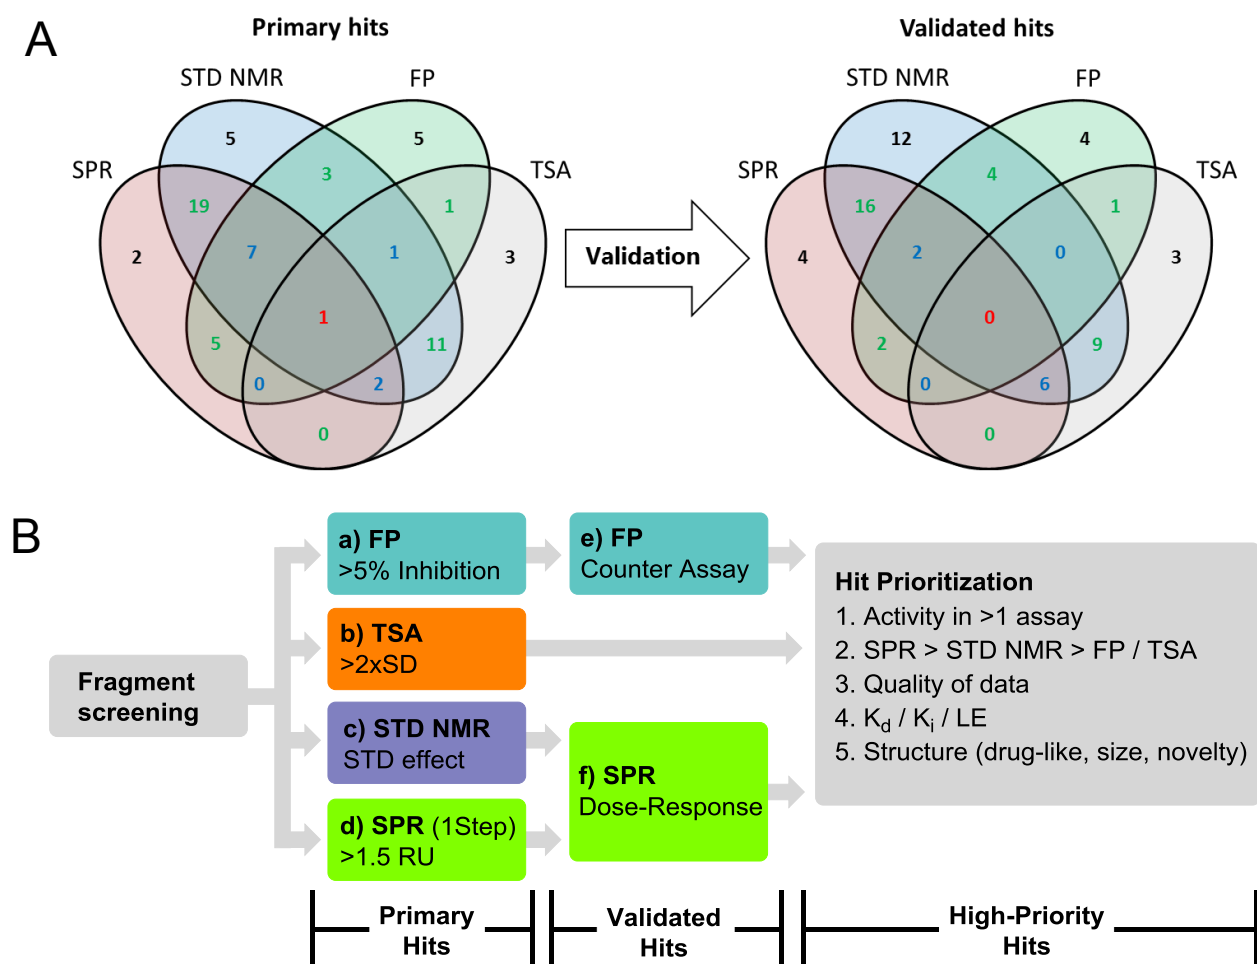 A
Primary hits
Validated hits
STD NMR
FP
STD NMR
FP
SPR
TSA
SPR
TSA
5
5
3
19
1
7
1
2
3
1
5
11
0
2
0
Validation
12
4
4
16
1
2
0
4
3
0
2
9
0
6
0
B
a) FP
>5% Inhibition
b) TSA
>2xSD
c) STD NMR
STD effect
d) SPR (1Step)
>1.5 RU
Fragment
screening
e) FP
Counter Assay
f) SPR
Dose-Response
Hit Prioritization
1. Activity in >1 assay
2. SPR > STD NMR > FP / TSA
3. Quality of data
4. Kd / Ki / LE
5. Structure (drug-like, size, novelty)
Primary
Hits
Validated
Hits
High-Priority
Hits